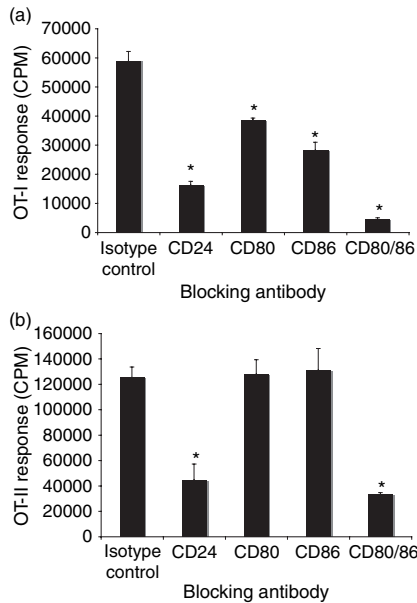 (a)
OT-I response (CPM)
70000
60000
50000
40000
30000
20000
10000
0
*
*
*
*
Isotype control
CD24
CD80
CD86
CD80/86
Blocking antibody
(b)
OT-II response (CPM)
160000
140000
120000
100000
80000
60000
40000
20000
0
*
*
Isotype control
CD24
CD80
CD86
CD80/86
Blocking antibody